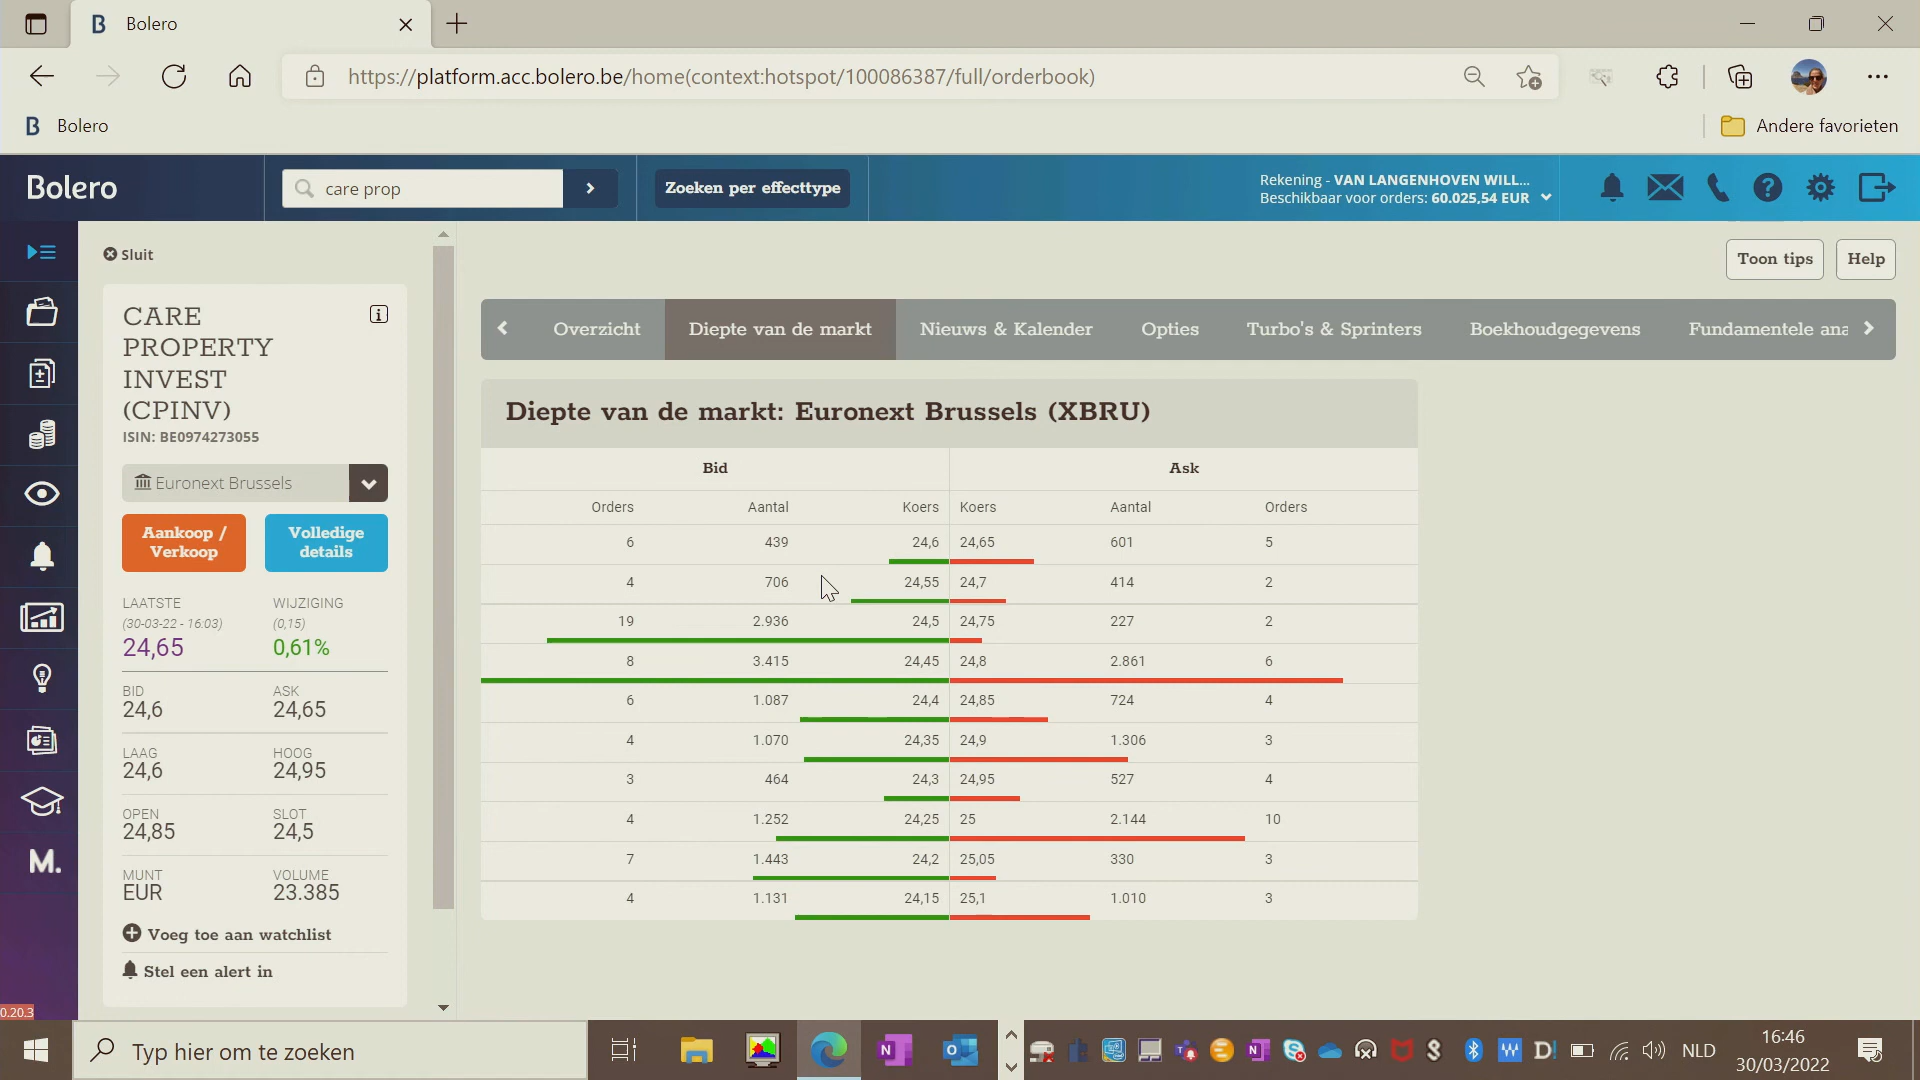 Bolero
https://platform.acc.bolero.be/home(context:hotspot/100086387/full/orderbook)
Bolero
Andere favorieten
Bolero
care prop
Zoeken per effecttype
Rekening - VAN LANGENHOVEN WILL...
Beschikbaar voor orders: 60.025,54 EUR
Sluit
Toon tips
Help
CARE
PROPERTY
INVEST
(CPINV)
ISIN: BE0974273055
Euronext Brussels
Aankoop /
Verkoop
Volledige
details
LAATSTE
(30-03-22 - 16:03)
24,65
WIJZIGING
(0,15)
0,61%
BID
24,6
ASK
24,65
LAAG
24,6
HOOG
24,95
OPEN
24,85
SLOT
24,5
MUNT
EUR
VOLUME
23.385
Voeg toe aan watchlist
Stel een alert in
M.
0.20.3
Overzicht Diepte van de markt Nieuws & Kalender Opties Turbo's & Sprinters Boekhoudgegevens Fundamentele ana
Diepte van de markt: Euronext Brussels (XBRU)
Bid Ask
Orders Aantal Koers Koers Aantal Orders
6 439 24,6 24,65 601 5
4 706 24,55 24,7 414 2
19 2.936 24,5 24,75 227 2
8 3.415 24,45 24,8 2.861 6
6 1.087 24,4 24,85 724 4
4 1.070 24,35 24,9 1.306 3
3 464 24,3 24,95 527 4
4 1.252 24,25 25 2.144 10
7 1.443 24,2 25,05 330 3
4 1.131 24,15 25,1 1.010 3
Typ hier om te zoeken
NLD
16:46
30/03/2022